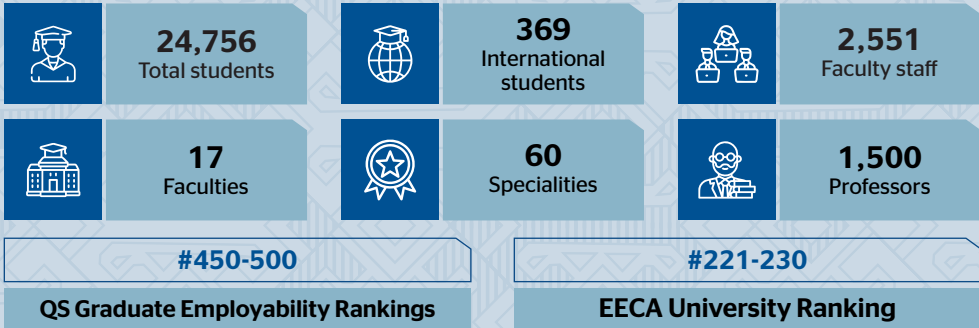 24,756
Total students
369
International
students
2,551
Faculty staff
17
Faculties
60
Specialities
1,500
Professors
#450-500
QS Graduate Employability Rankings
#221-230
EECA University Ranking